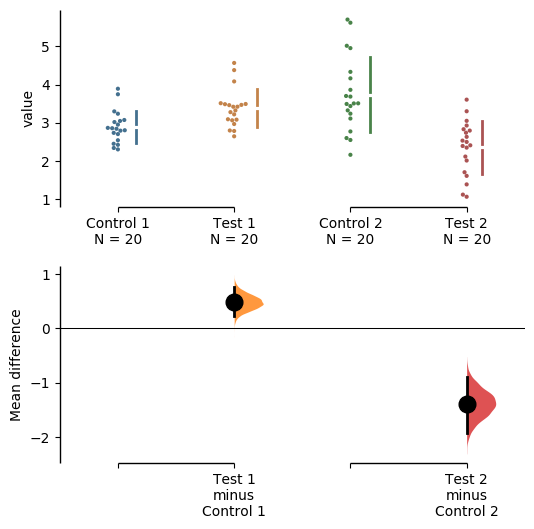 value
5
4
3
2
1
Control 1
N = 20
Test 1
N = 20
Control 2
N = 20
Test 2
N = 20
Mean difference
1
0
−1
−2
Test 1
minus
Control 1
Test 2
minus
Control 2